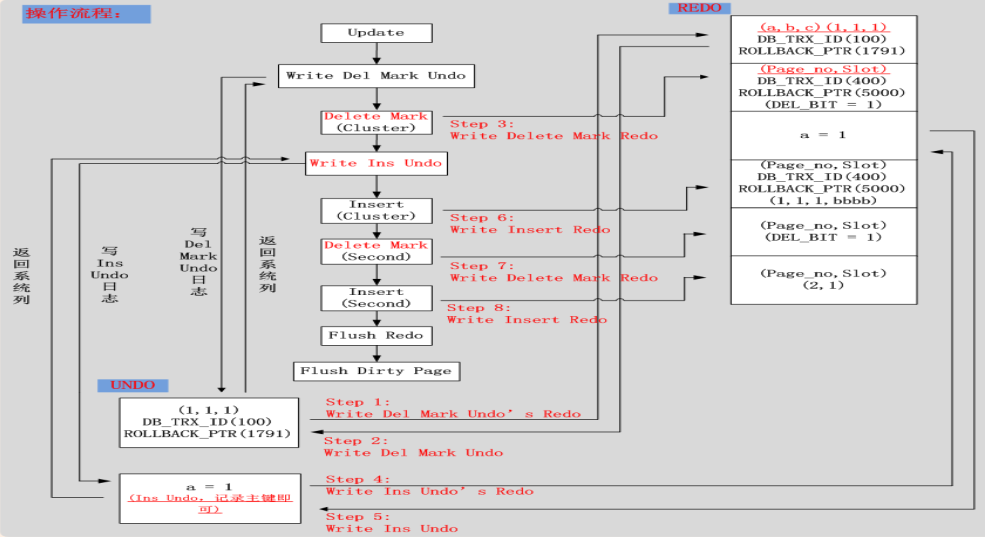 操作流程:
REDO
Update
Write Del Mark Undo
Delete Mark
(Cluster)
Write Ins Undo
Insert
(Cluster)
Delete Mark
(Second)
Insert
(Second)
Flush Redo
Flush Dirty Page
Step 3:
Write Delete Mark Redo
Step 6:
Write Insert Redo
Step 7:
Write Delete Mark Redo
Step 8:
Write Insert Redo
(a,b,c)(1,1,1)
DB_TRX_ID(100)
ROLLBACK_PTR(1791)
(Page_no,Slot)
DB_TRX_ID(400)
ROLLBACK_PTR(5000)
(DEL_BIT = 1)
a = 1
(Page_no,Slot)
DB_TRX_ID(400)
ROLLBACK_PTR(5000)
(1,1,1,bbbb)
(Page_no,Slot)
(DEL_BIT = 1)
(Page_no,Slot)
(2,1)
返回系统列
写
Ins
Undo
日志
写
Del
Mark
Undo
日志
返回系统列
UNDO
(1,1,1)
DB_TRX_ID(100)
ROLLBACK_PTR(1791)
Step 1:
Write Del Mark Undo's Redo
Step 2:
Write Del Mark Undo
a = 1
(Ins Undo, 记录主键即
可)
Step 4:
Write Ins Undo's Redo
Step 5:
Write Ins Undo